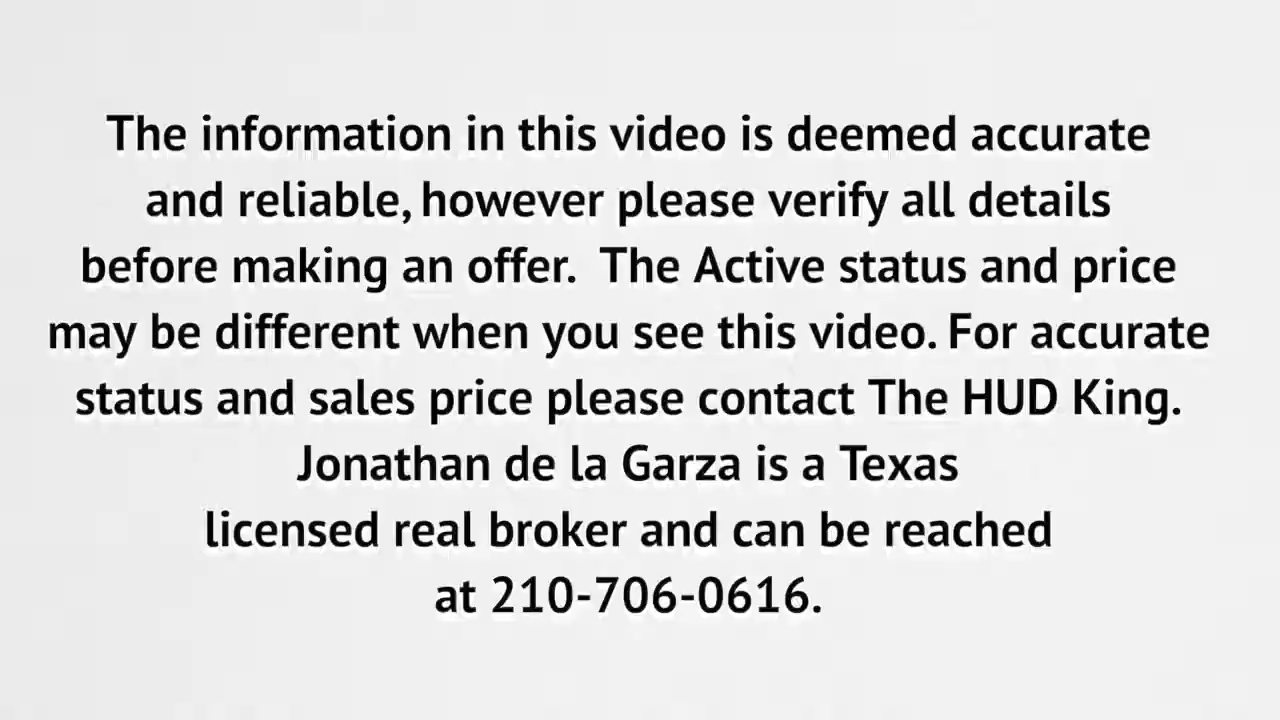 The information in this video is deemed accurate
and reliable, however please verify all details
before making an offer.  The Active status and price
may be different when you see this video. For accurate
status and sales price please contact The HUD King.
Jonathan de la Garza is a Texas
licensed real broker and can be reached
at 210-706-0616.